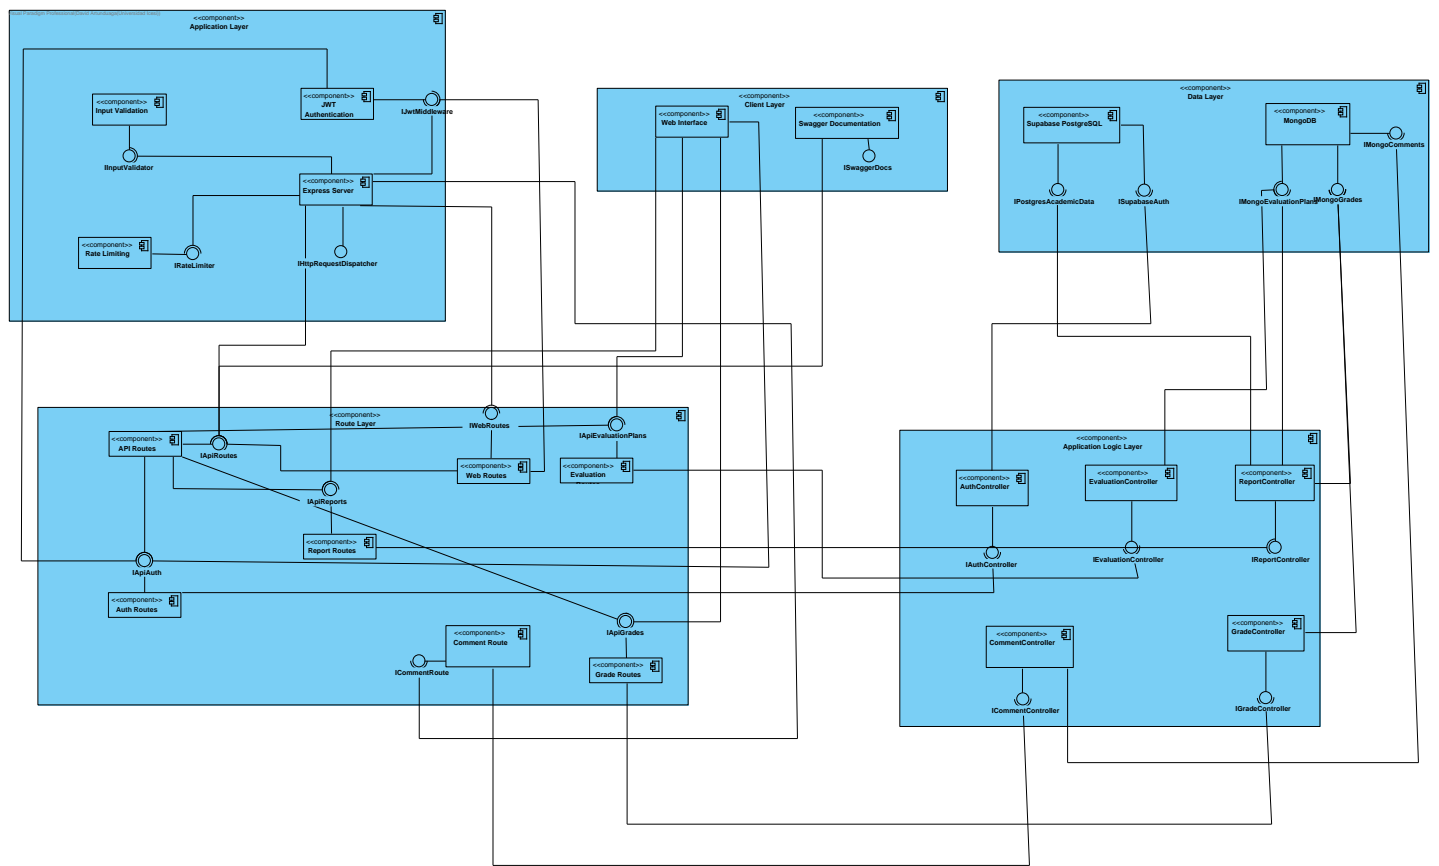 <<component>>
Application Layer
<<component>>
Input Validation
<<component>>
JWT
Authentication
IJwtMiddleware
IInputValidator
<<component>>
Express Server
<<component>>
Rate Limiting
IRateLimiter
IHttpRequestDispatcher
<<component>>
Client Layer
<<component>>
Web Interface
<<component>>
Swagger Documentation
ISwaggerDocs
<<component>>
Data Layer
<<component>>
Supabase PostgreSQL
<<component>>
MongoDB
IMongoComments
IPostgresAcademicData
ISupabaseAuth
IMongoEvaluationPlans
IMongoGrades
<<component>>
Route Layer
IWebRoutes
IApiEvaluationPlans
<<component>>
API Routes
IApiRoutes
<<component>>
Web Routes
<<component>>
Evaluation
IApiReports
<<component>>
Report Routes
IApiAuth
<<component>>
Auth Routes
IApiGrades
<<component>>
Comment Route
ICommentRoute
<<component>>
Grade Routes
<<component>>
Application Logic Layer
<<component>>
AuthController
<<component>>
EvaluationController
<<component>>
ReportController
IAuthController
IEvaluationController
IReportController
<<component>>
CommentController
<<component>>
GradeController
ICommentController
IGradeController